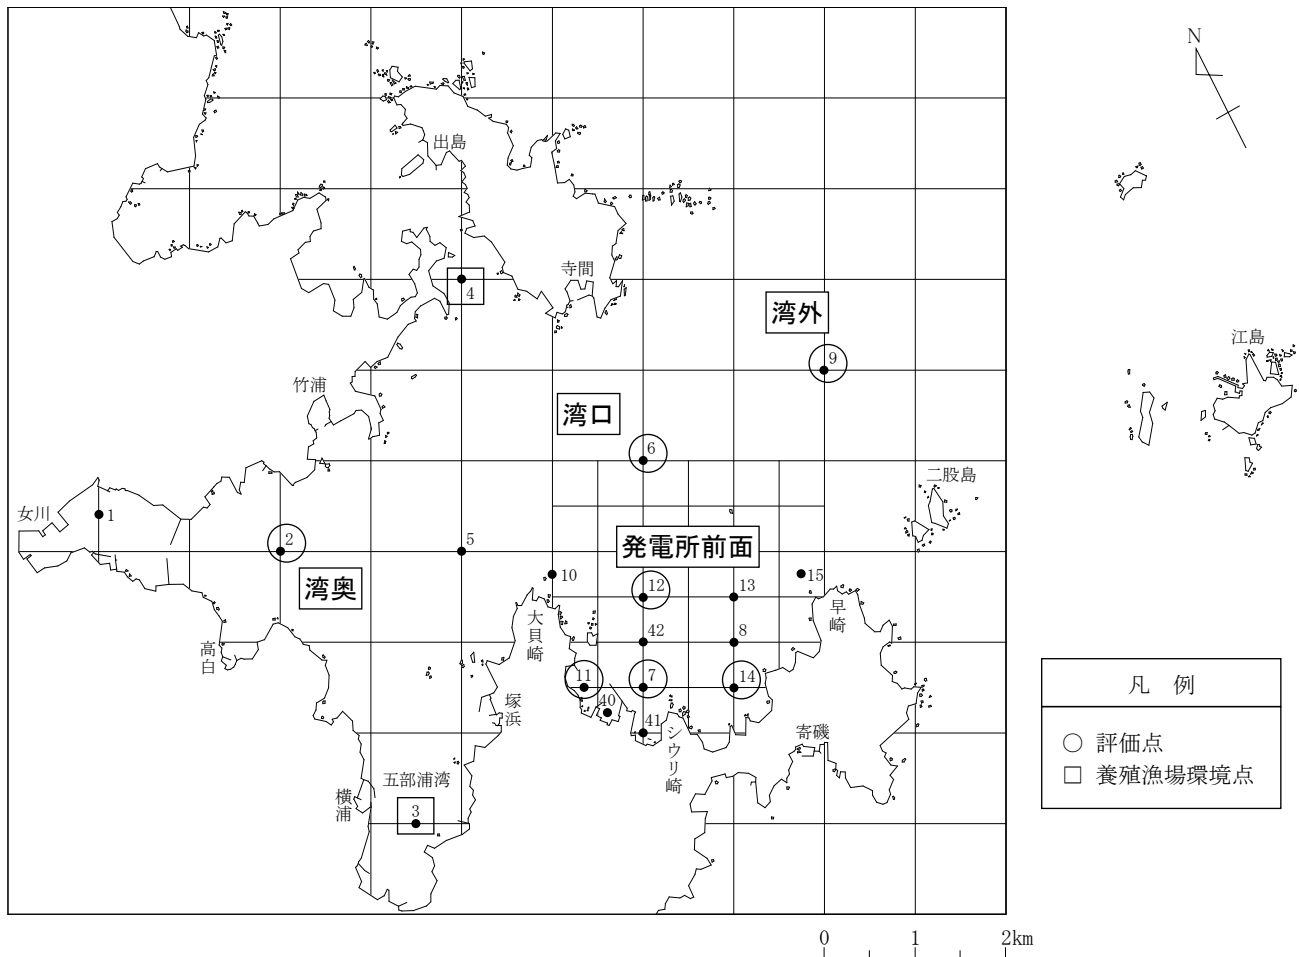 N
出島
寺間
4
湾外
江島
9
竹浦
湾口
6
二股島
女川
1
発電所前面
2
5
湾奥
10
12
13
15
大貝崎
早崎
高白
42
8
11
7
14
塚浜
40
41
シウリ崎
寄磯
凡 例
○ 評価点
□ 養殖漁場環境点
五部浦湾
横浦
3
0 1 2km